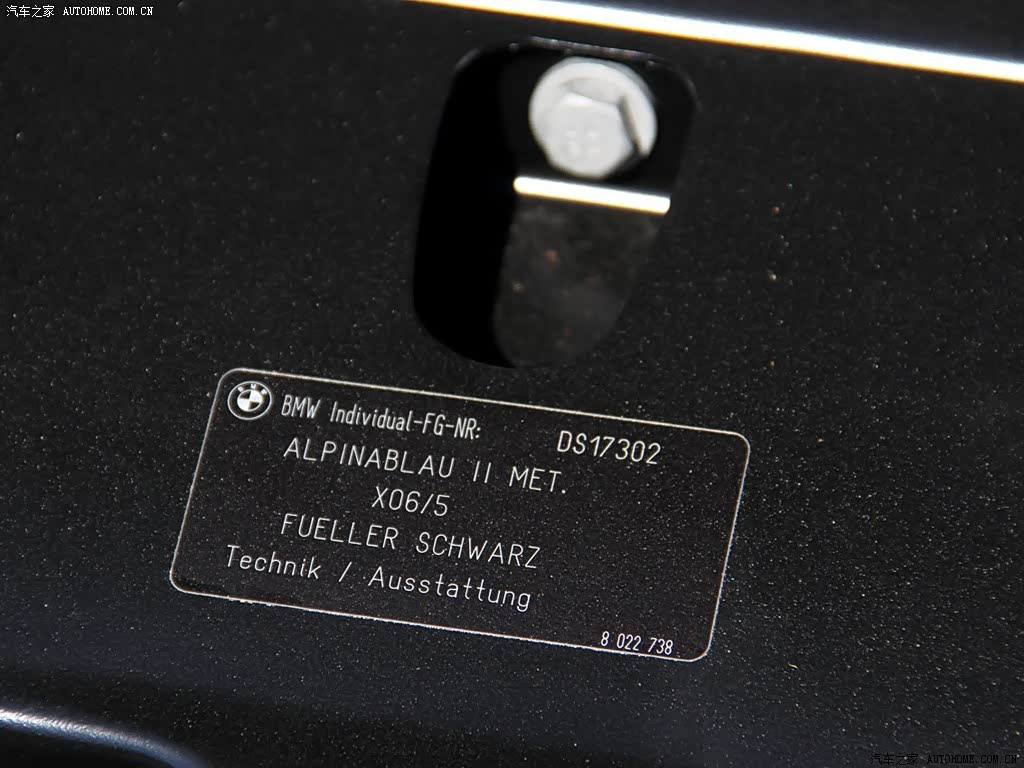 汽车之家 AUTOHOME.COM.CN
BMW
BMW Individual-FG-NR: DS17302
ALPINABLAU II MET.
X06/5
FUELLER SCHWARZ
Technik / Ausstattung
8 022 738
汽车之家 AUTOHOME.COM.CN